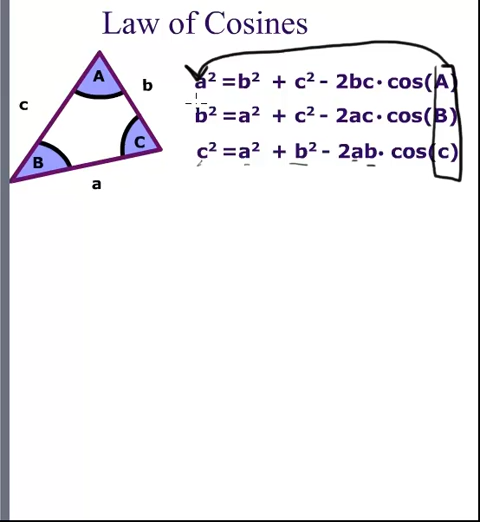 Law of Cosines
A
b
c
C
B
a
a² = b² + c² - 2bc · cos(A)
b² = a² + c² - 2ac · cos(B)
c² = a² + b² - 2ab · cos(c)